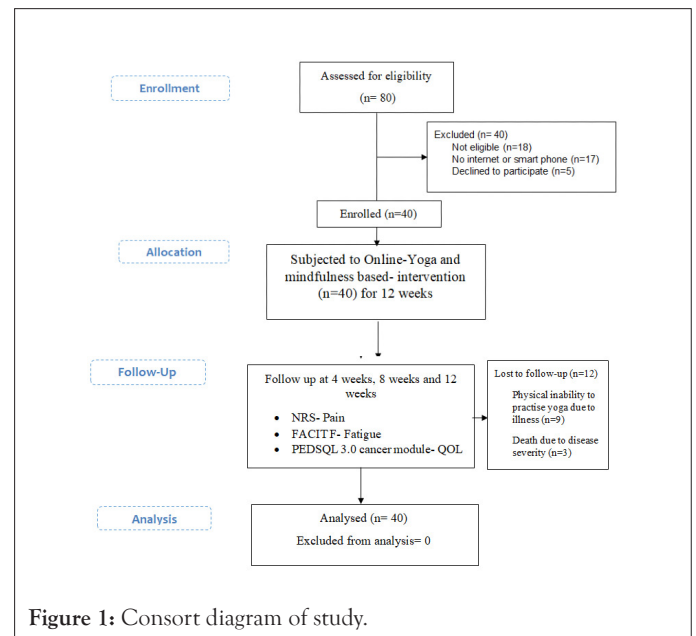 Enrollment
Assessed for eligibility
(n= 80)
Excluded (n= 40)
Not eligible (n=18)
No internet or smart phone (n=17)
Declined to participate (n=5)
Enrolled (n=40)
Allocation
Subjected to Online-Yoga and
mindfulness based- intervention
(n=40) for 12 weeks
Follow-Up
Follow up at 4 weeks, 8 weeks and 12
weeks
• NRS- Pain
• FACIT F- Fatigue
• PEDSQL 3.0 cancer module- QOL
Lost to follow-up (n=12)
Physical inability to
practise yoga due to
illness (n=9)
Death due to disease
severity (n=3)
Analysis
Analysed (n= 40)
Excluded from analysis= 0
Figure 1: Consort diagram of study.